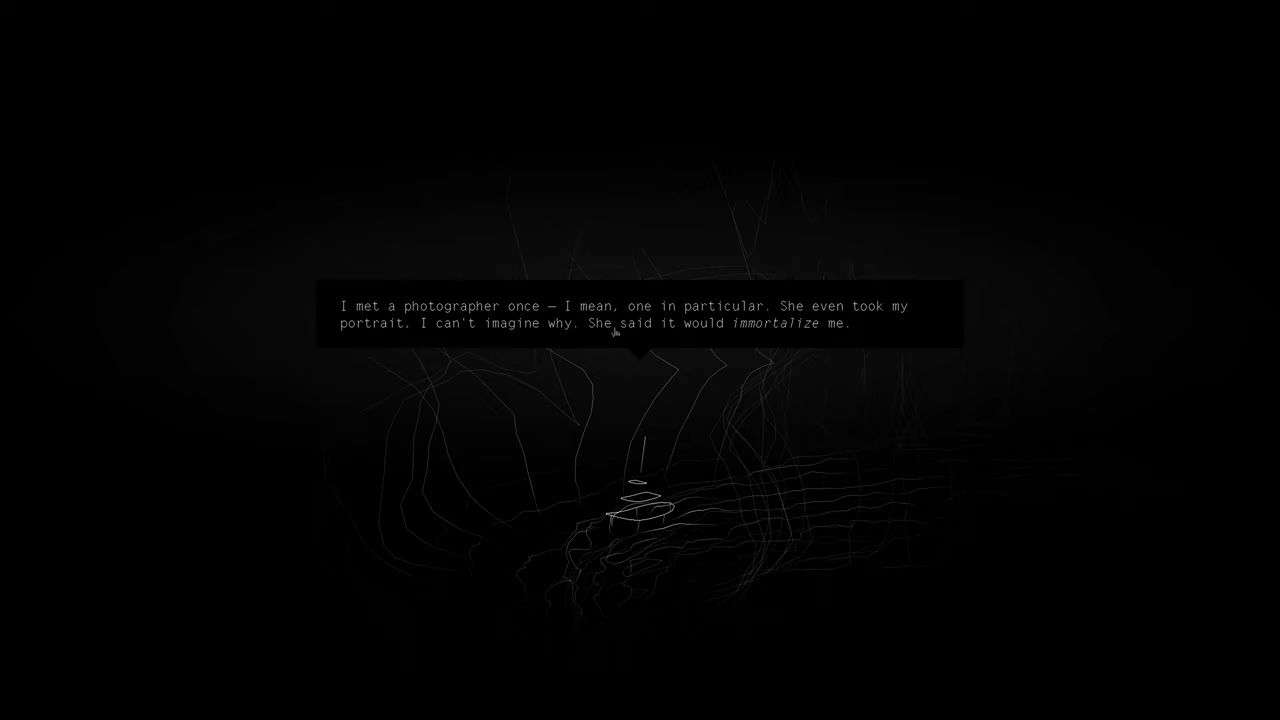 I met a photographer once — I mean, one in particular. She even took my
portrait, I can't imagine why. She said it would immortalize me.